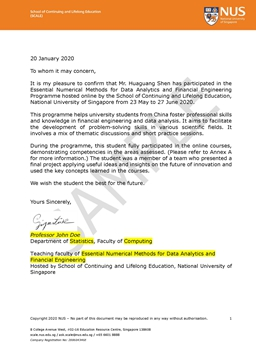 School of Continuing and Lifelong Education
(SCALE)
NUS
National University
of Singapore
20 January 2020
To whom it may concern,
It is my pleasure to confirm that Mr. Huaguang Shen has participated in the
Essential Numerical Methods for Data Analytics and Financial Engineering
Programme hosted online by the School of Continuing and Lifelong Education,
National University of Singapore from 23 May to 27 June 2020.
This programme helps university students from China foster professional skills
and knowledge in financial engineering and data analysis. It aims to facilitate
the development of problem-solving skills in various scientific fields. It
involves a mix of thematic discussions and short practice sessions.
During the programme, this student fully participated in the online courses,
demonstrating competencies in the areas assessed. (Please refer to Annex A
for more information.) The student was a member of a team who presented a
final project applying useful ideas and insights on the future of innovation and
used the key concepts learned in the courses.
We wish the student the best for the future.
Yours Sincerely,
Signature
Professor John Doe
Department of Statistics, Faculty of Computing
Teaching faculty of Essential Numerical Methods for Data Analytics and
Financial Engineering
Hosted by School of Continuing and Lifelong Education, National University of
Singapore
SAMPLE
Copyright 2020 NUS – No part of this document may be reproduced in any way without authorisation. 1